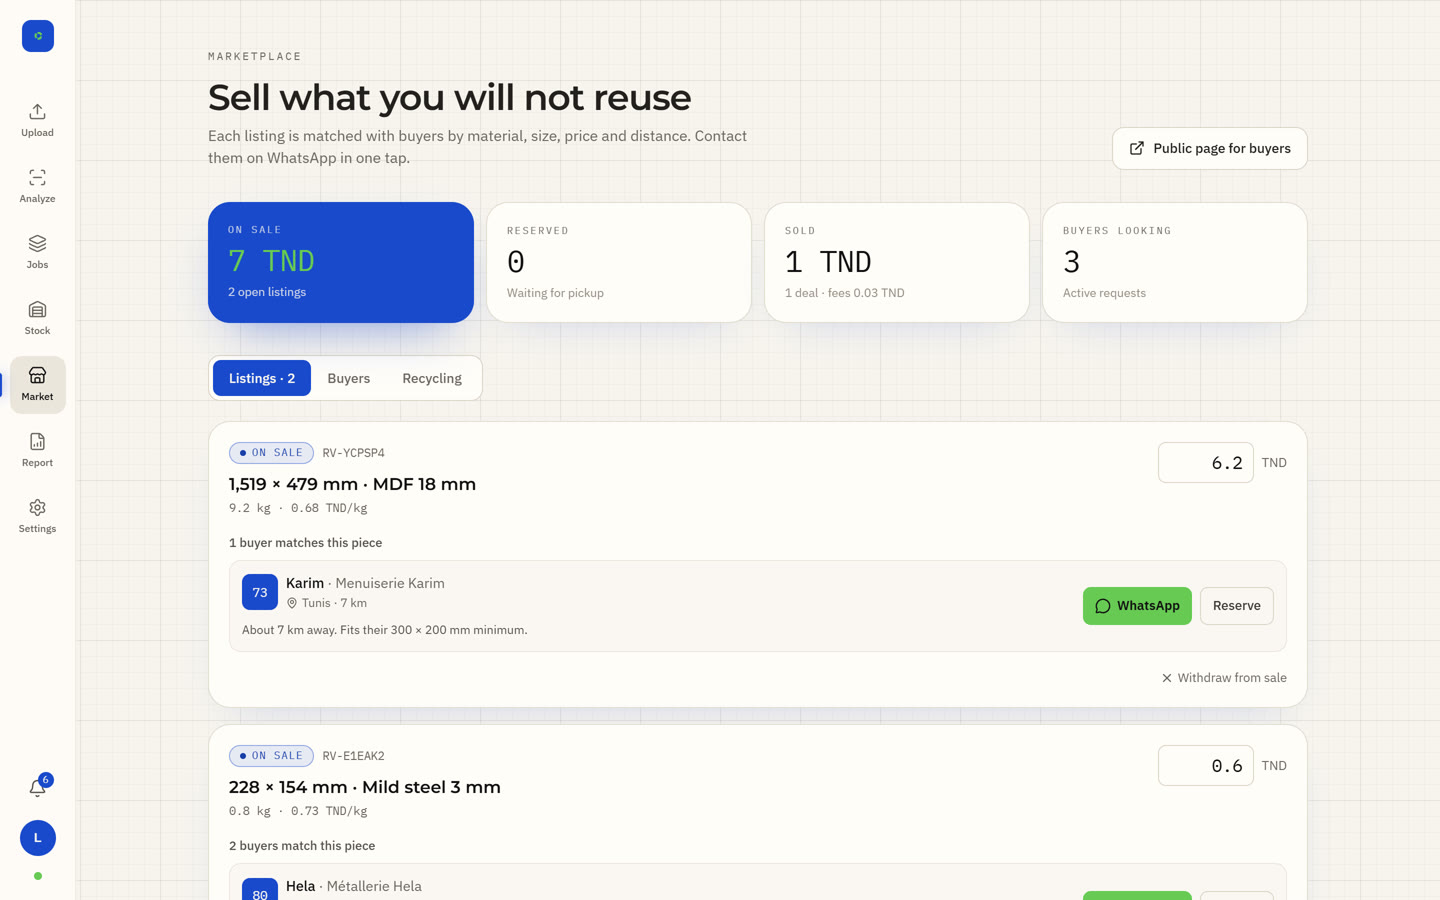 MARKETPLACE
Sell what you will not reuse
Each listing is matched with buyers by material, size, price and distance. Contact
them on WhatsApp in one tap.
Public page for buyers
Upload
Analyze
Jobs
Stock
Market
Report
Settings
6
L
ON SALE
7 TND
2 open listings
RESERVED
0
Waiting for pickup
SOLD
1 TND
1 deal · fees 0.03 TND
BUYERS LOOKING
3
Active requests
Listings · 2
Buyers
Recycling
ON SALE RV-YCPSP4
6.2 TND
1,519 × 479 mm · MDF 18 mm
9.2 kg · 0.68 TND/kg
1 buyer matches this piece
73
Karim · Menuiserie Karim
Tunis · 7 km
About 7 km away. Fits their 300 × 200 mm minimum.
WhatsApp
Reserve
Withdraw from sale
ON SALE RV-E1EAK2
0.6 TND
228 × 154 mm · Mild steel 3 mm
0.8 kg · 0.73 TND/kg
2 buyers match this piece
80
Hela · Métallerie Hela